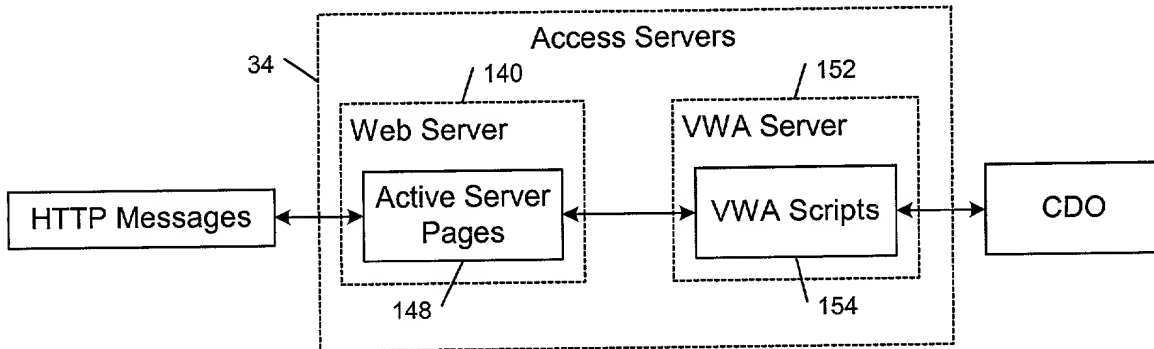 Access Servers
34
140
152
Web Server
VWA Server
HTTP Messages
Active Server
Pages
VWA Scripts
CDO
148
154